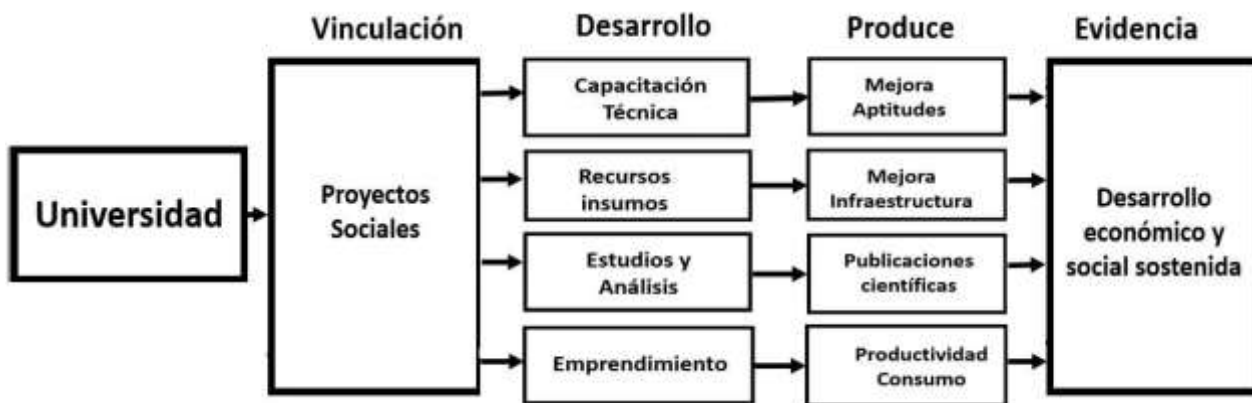 Vinculación
Desarrollo
Produce
Evidencia
Universidad
Proyectos
Sociales
Capacitación
Técnica
Mejora
Aptitudes
Recursos
insumos
Mejora
Infraestructura
Estudios y
Análisis
Publicaciones
científicas
Emprendimiento
Productividad
Consumo
Desarrollo
económico y
social sostenida